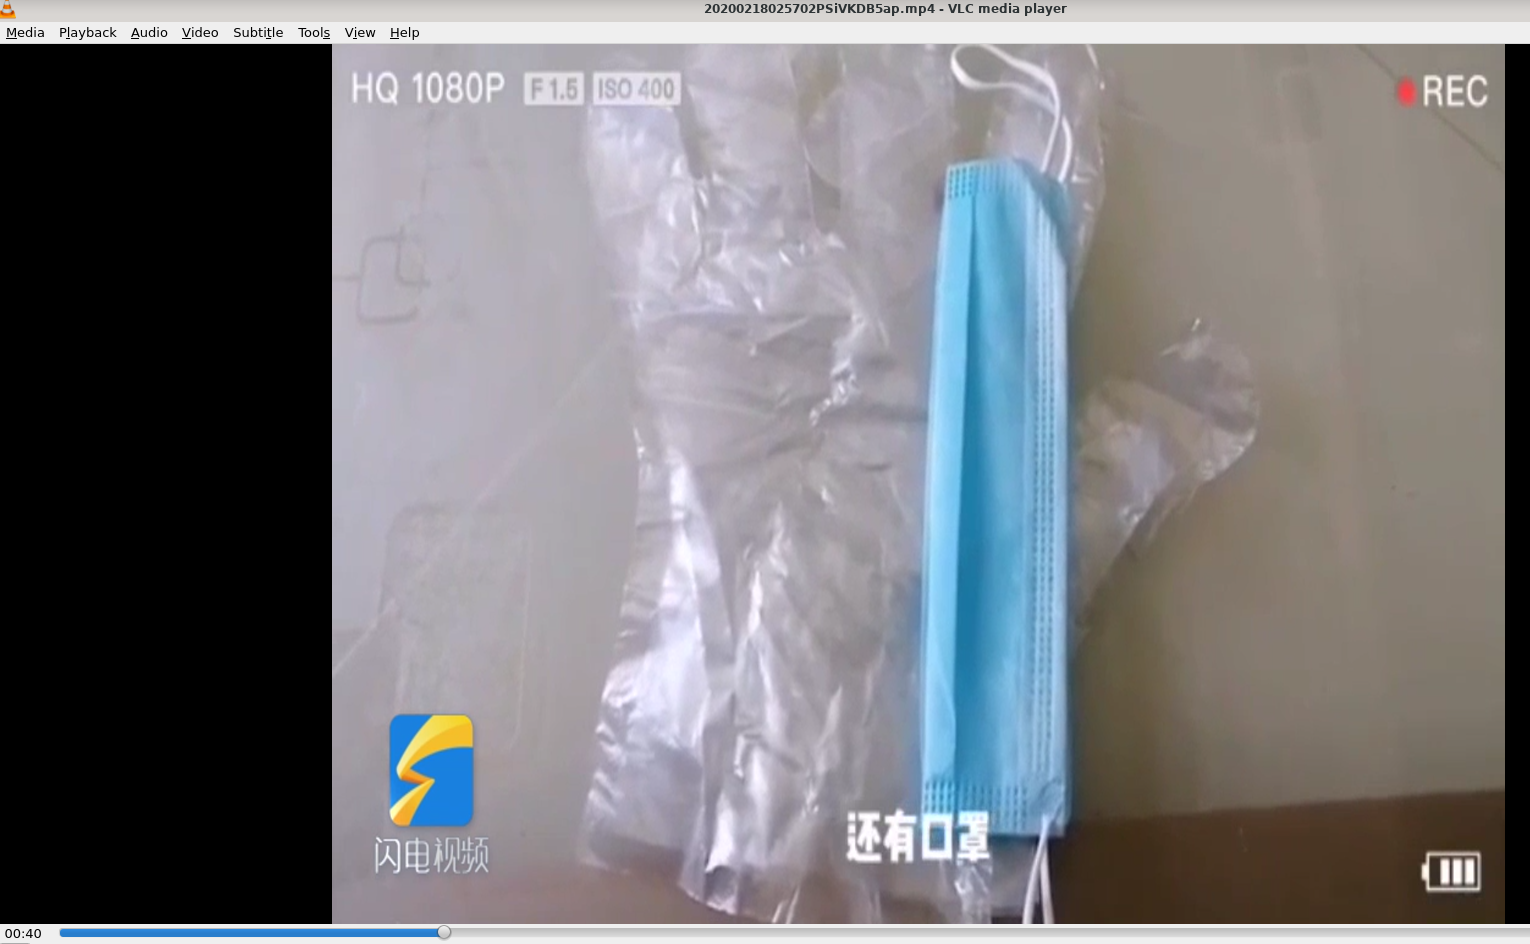 20200218025702PSiVKDB5ap.mp4 - VLC media player
Media Playback Audio Video Subtitle Tools View Help
HQ 1080P F 1.5 ISO 400
REC
还有口罩
闪电视频
00:40